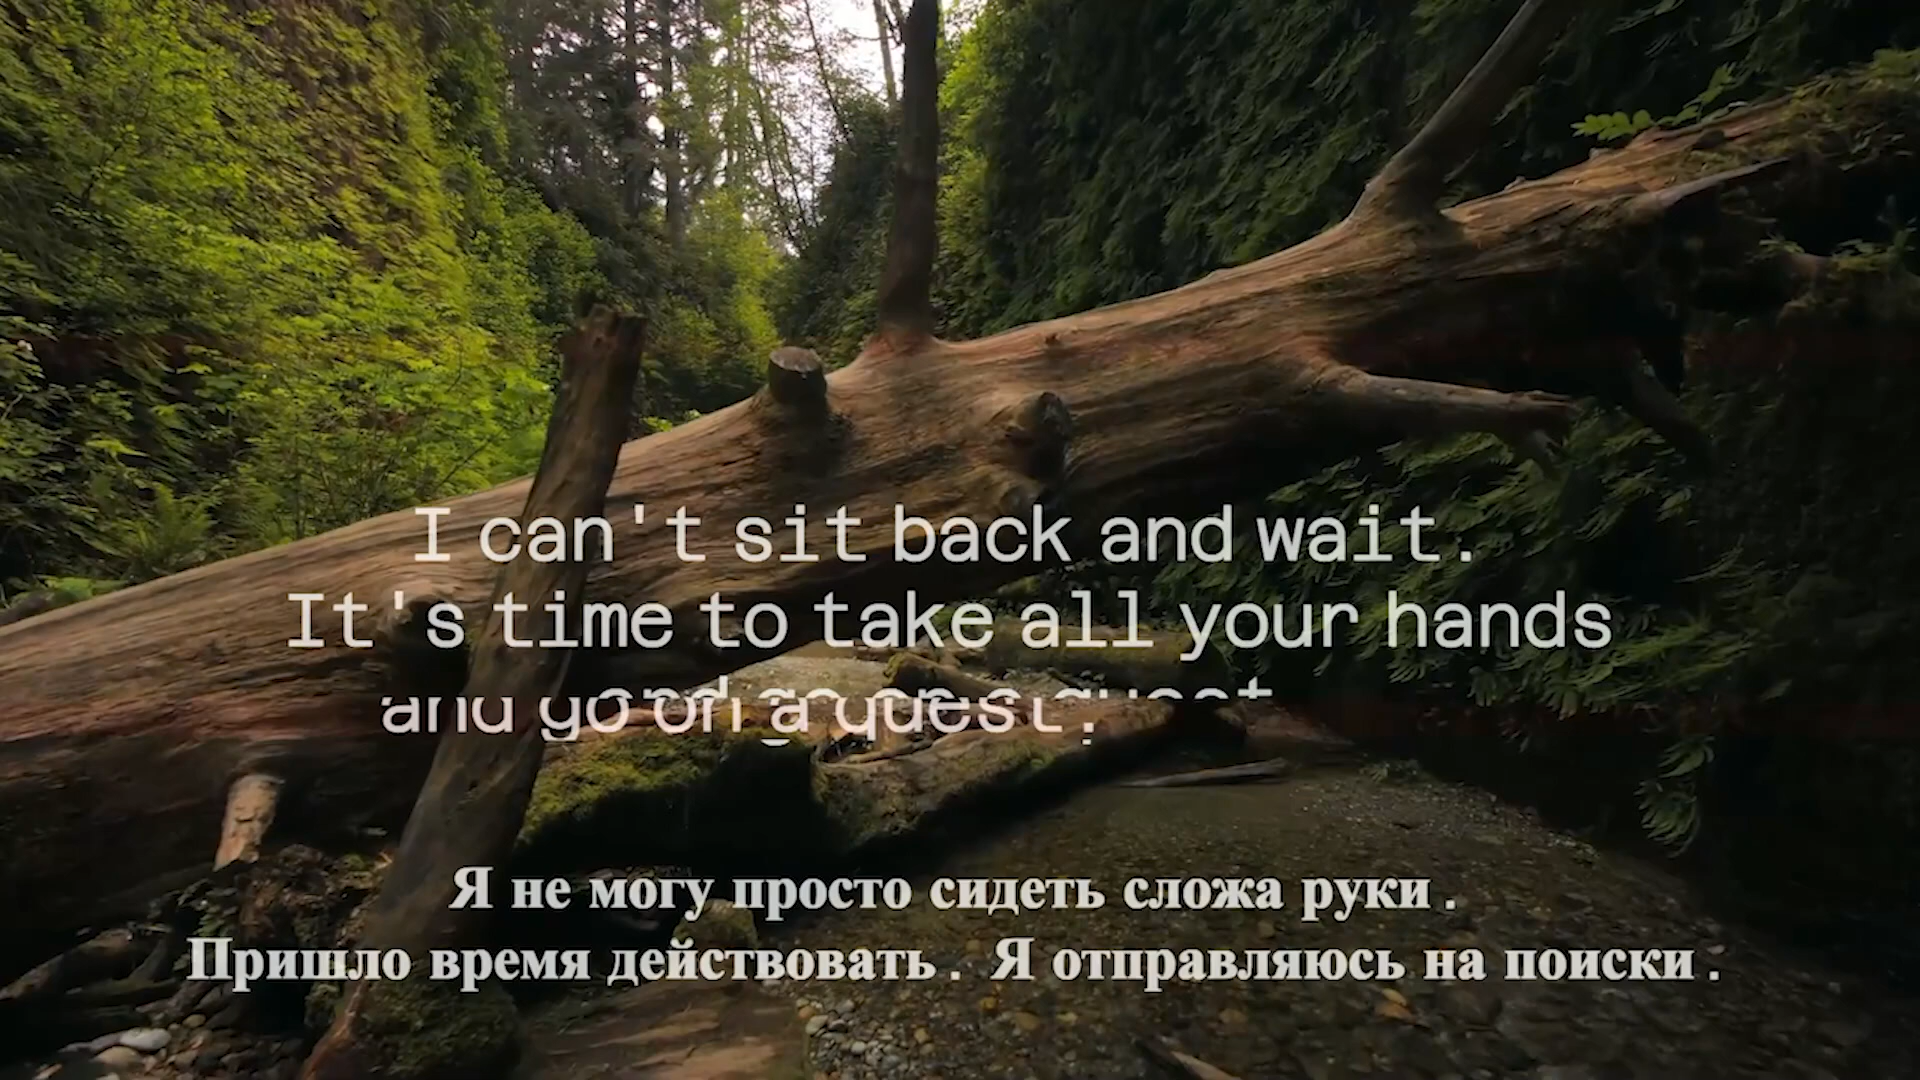 I can't sit back and wait.
It's time to take all your hands
and go on a quest.
Я не могу просто сидеть сложа руки.
Пришло время действовать. Я отправляюсь на поиски.